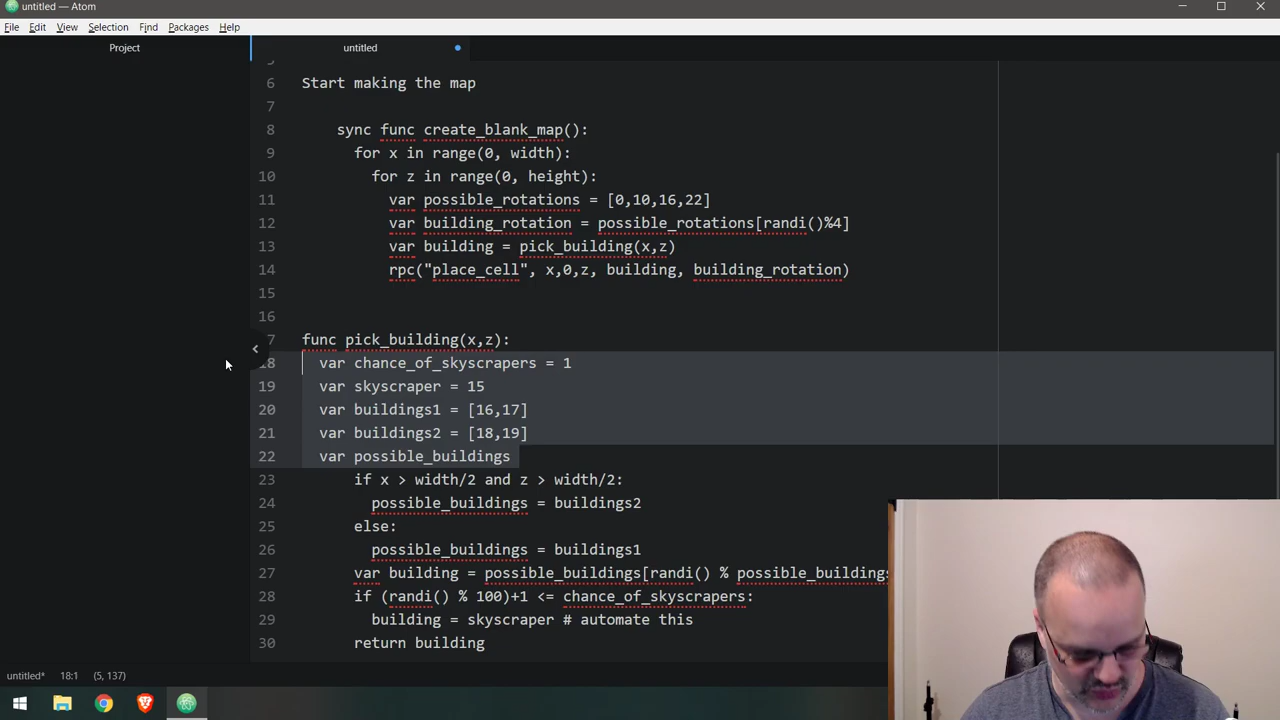 untitled — Atom
File Edit View Selection Find Packages Help
Project
untitled
5
6 Start making the map
7
8 sync func create_blank_map():
9 for x in range(0, width):
10 for z in range(0, height):
11 var possible_rotations = [0,10,16,22]
12 var building_rotation = possible_rotations[randi()%4]
13 var building = pick_building(x,z)
14 rpc("place_cell", x,0,z, building, building_rotation)
15
16
7 func pick_building(x,z):
18 var chance_of_skyscrapers = 1
19 var skyscraper = 15
20 var buildings1 = [16,17]
21 var buildings2 = [18,19]
22 var possible_buildings
23 if x > width/2 and z > width/2:
24 possible_buildings = buildings2
25 else:
26 possible_buildings = buildings1
27 var building = possible_buildings[randi() % possible_buildings
28 if (randi() % 100)+1 <= chance_of_skyscrapers:
29 building = skyscraper # automate this
30 return building
untitled* 18:1 (5, 137)